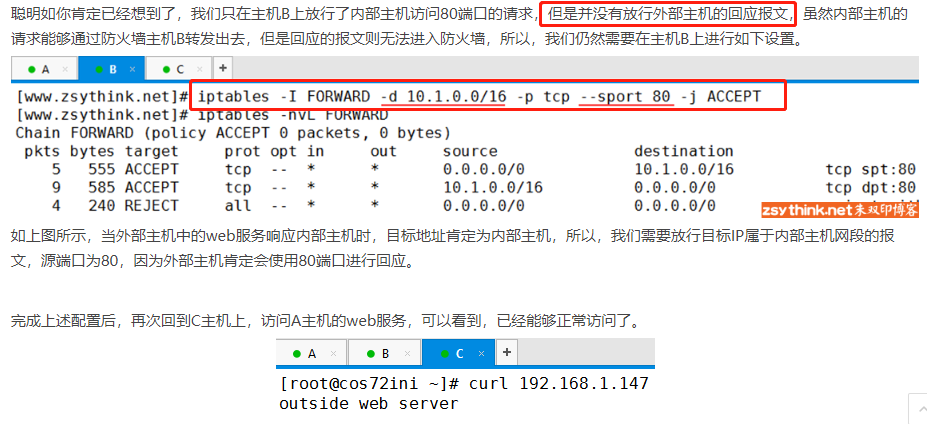 聪明如你肯定已经想到了，我们只在主机B上放行了内部主机访问80端口的请求，但是并没有放行外部主机的回应报文，虽然内部主机的
请求能够通过防火墙主机B转发出去，但是回应的报文则无法进入防火墙，所以，我们仍然需要在主机B上进行如下设置。
A × B × C × +
[www.zsythink.net]# iptables -I FORWARD -d 10.1.0.0/16 -p tcp --sport 80 -j ACCEPT
[www.zsythink.net]# iptables -nvL FORWARD
Chain FORWARD (policy ACCEPT 0 packets, 0 bytes)
pkts bytes target prot opt in out source destination
5 555 ACCEPT tcp -- * * 0.0.0.0/0 10.1.0.0/16 tcp spt:80
9 585 ACCEPT tcp -- * * 10.1.0.0/16 0.0.0.0/0 tcp dpt:80
4 240 REJECT all -- * * 0.0.0.0/0 0.0.0.0/0
zsythink.net朱双印博客
如上图所示，当外部主机中的web服务响应内部主机时，目标地址肯定为内部主机，所以，我们需要放行目标IP属于内部主机网段的报
文，源端口为80，因为外部主机肯定会使用80端口进行回应。
完成上述配置后，再次回到C主机上，访问A主机的web服务，可以看到，已经能够正常访问了。
A × B × C × +
[root@cos72ini ~]# curl 192.168.1.147
outside web server